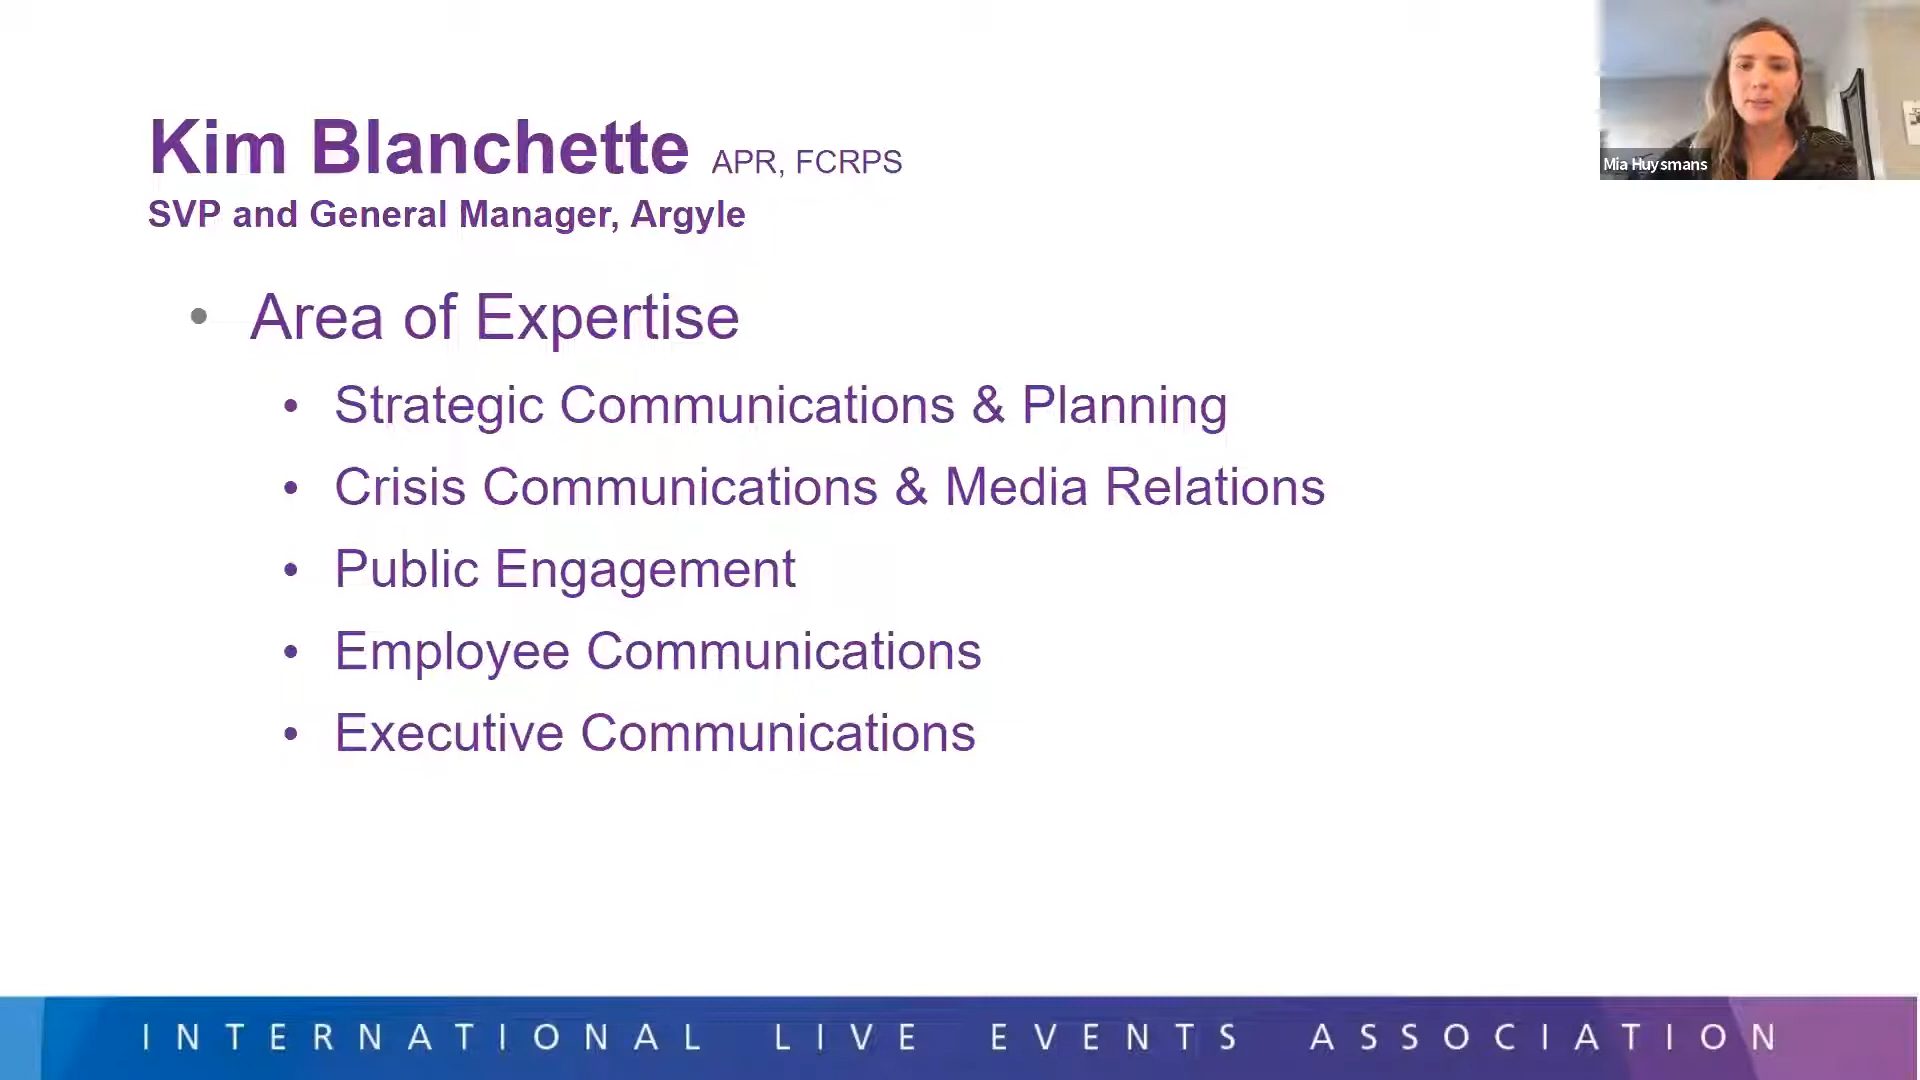 Kim Blanchette APR, FCRPS
SVP and General Manager, Argyle
• Area of Expertise
• Strategic Communications & Planning
• Crisis Communications & Media Relations
• Public Engagement
• Employee Communications
• Executive Communications
Mia Huysmans
INTERNATIONAL LIVE EVENTS ASSOCIATION